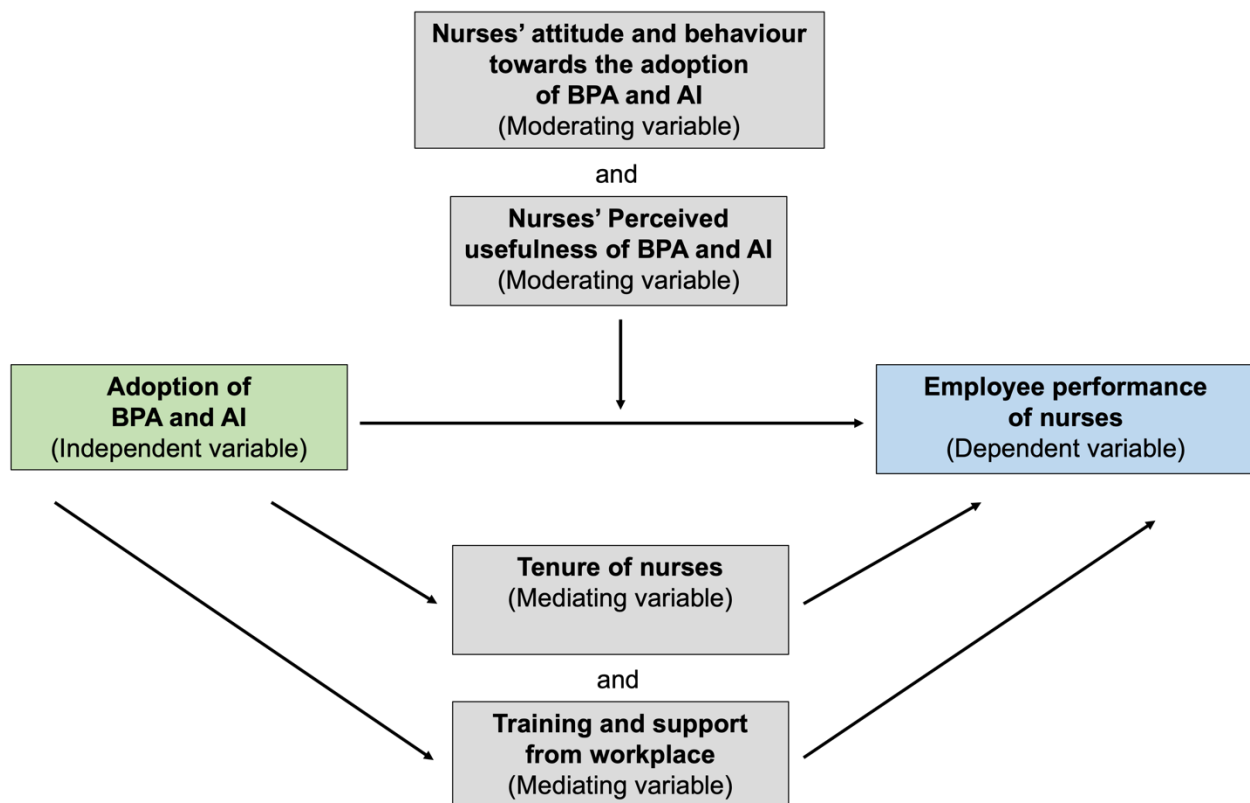 Nurses’ attitude and behaviour
towards the adoption
of BPA and AI
(Moderating variable)
and
Nurses’ Perceived
usefulness of BPA and AI
(Moderating variable)
Adoption of
BPA and AI
(Independent variable)
Employee performance
of nurses
(Dependent variable)
Tenure of nurses
(Mediating variable)
and
Training and support
from workplace
(Mediating variable)